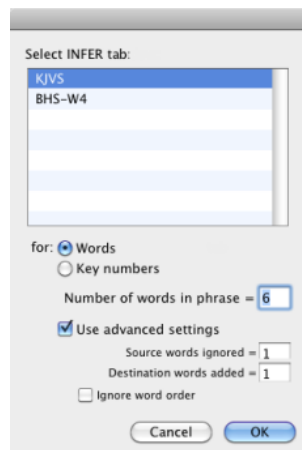 Select INFER tab:
KJVS
BHS-W4
for: Words
Key numbers
Number of words in phrase = 6
Use advanced settings
Source words ignored = 1
Destination words added = 1
Ignore word order
Cancel OK